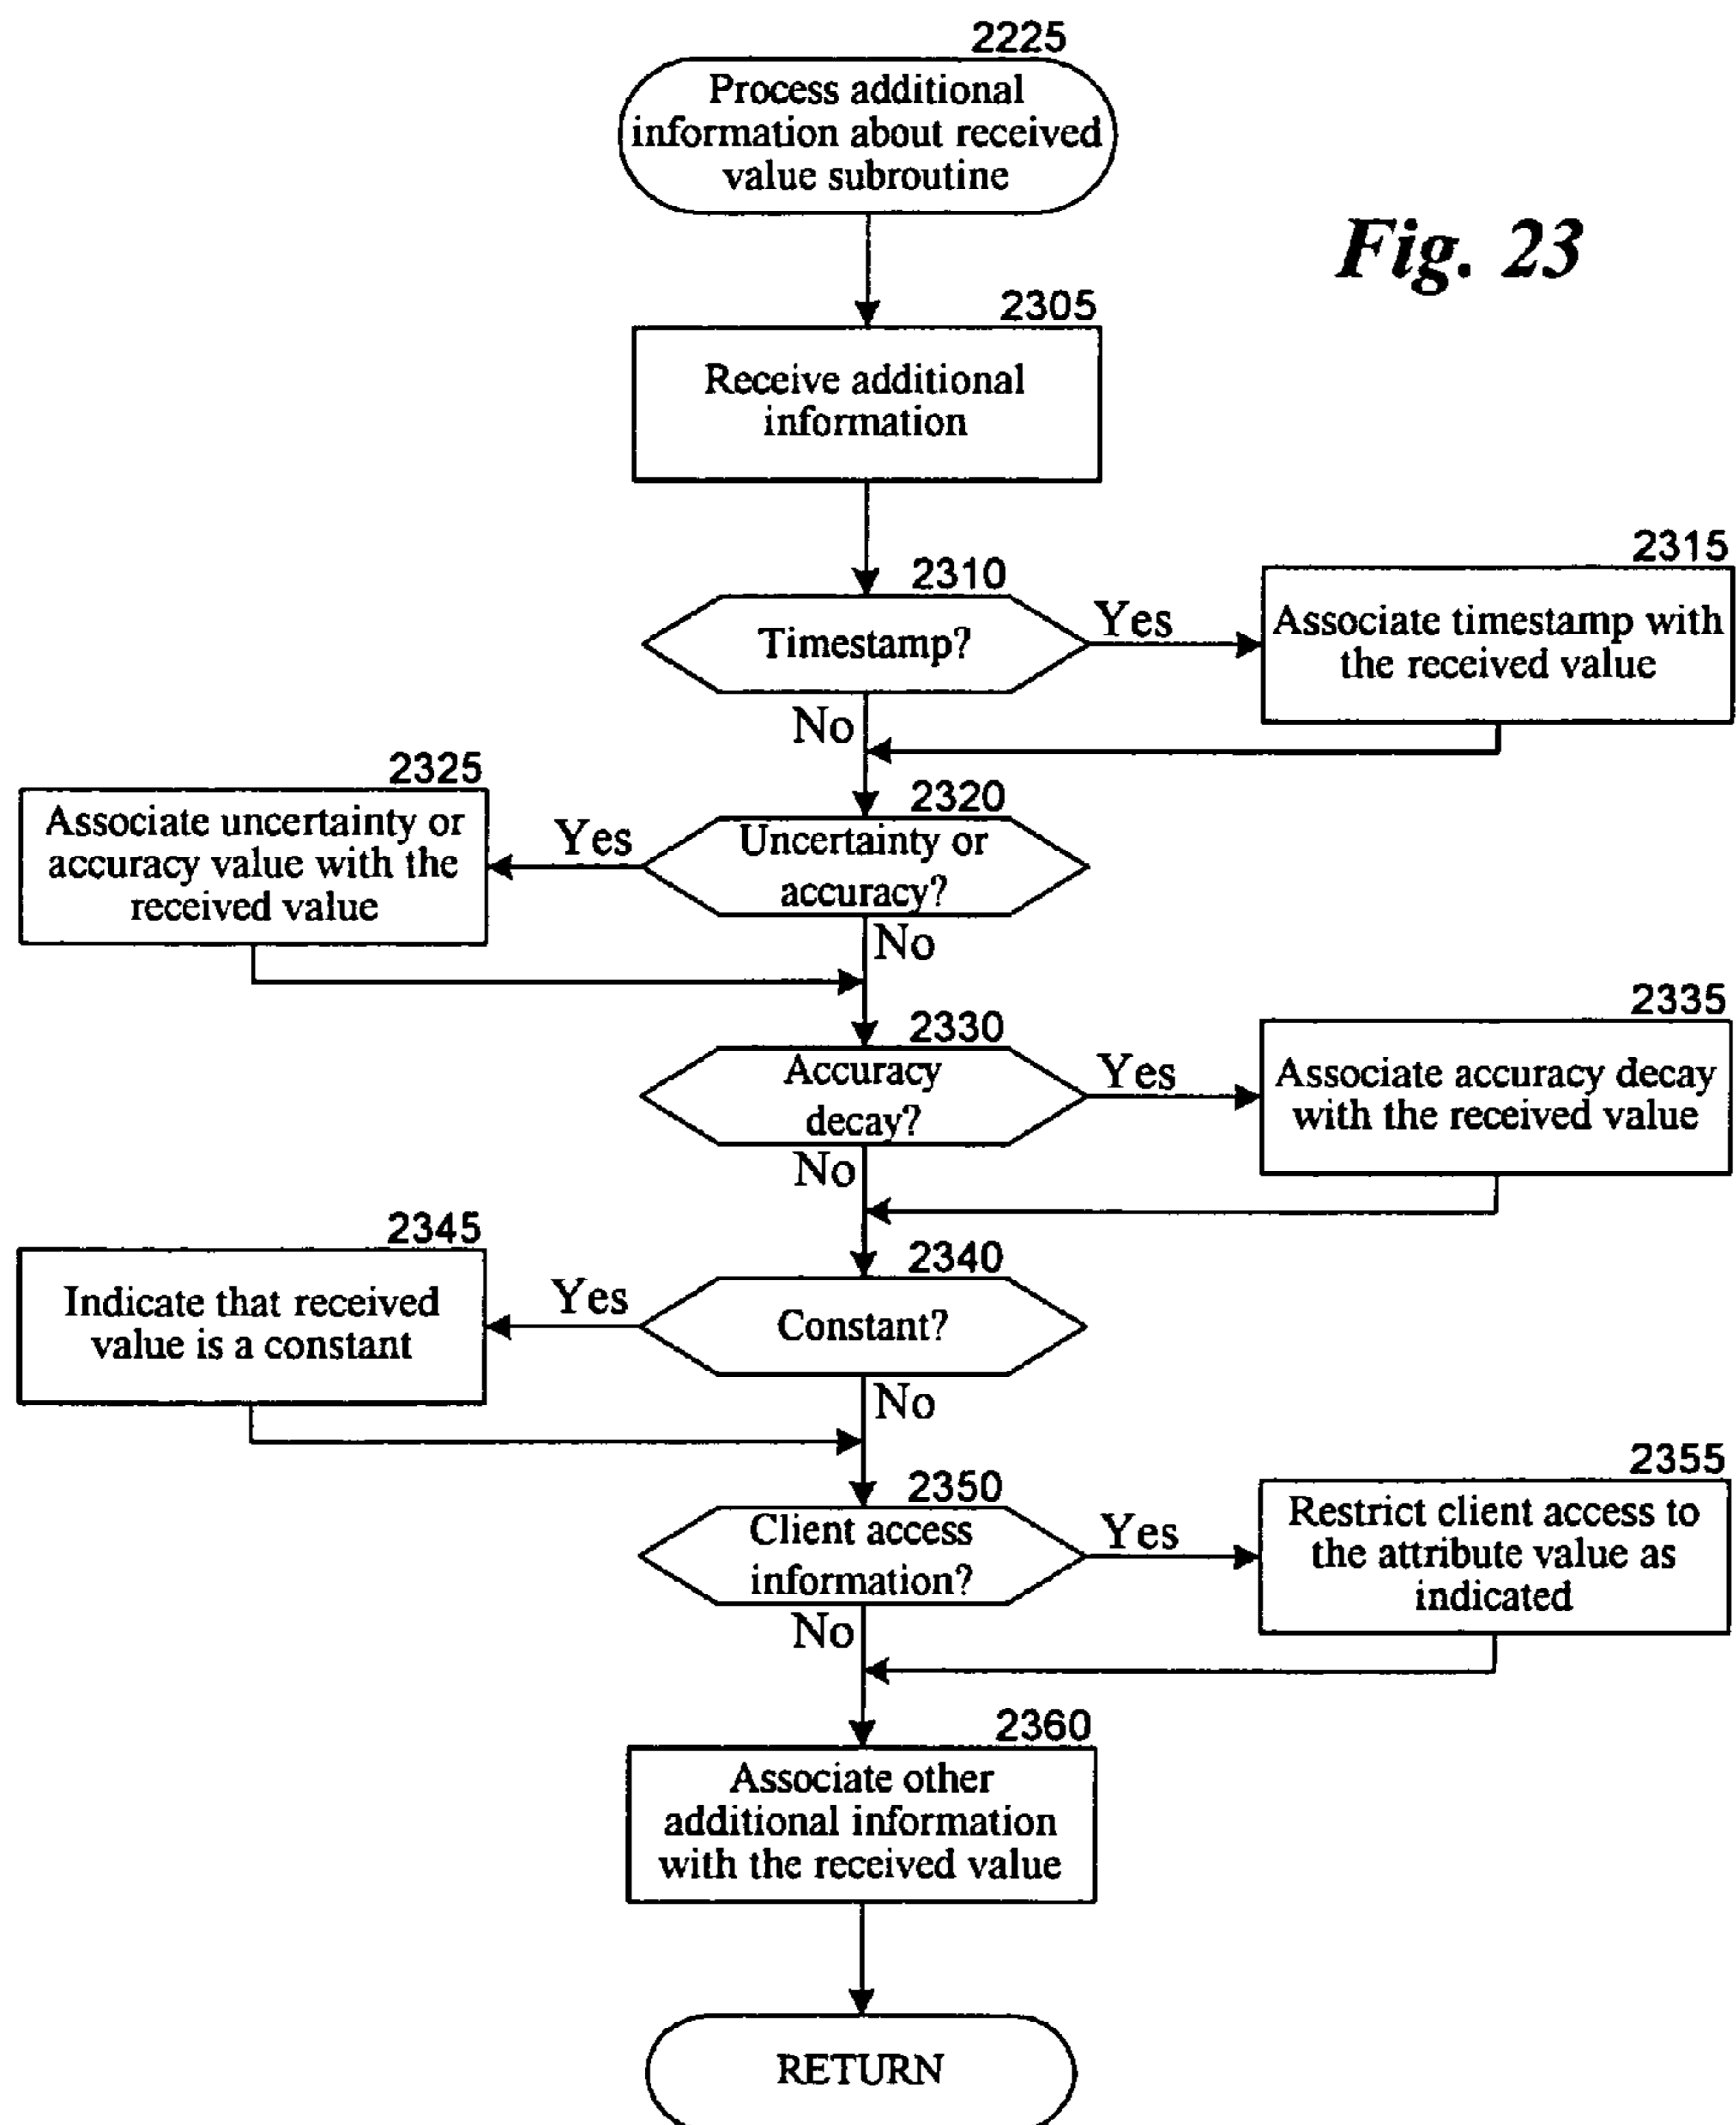 2225
Process additional
information about received
value subroutine
Fig. 23
2305
Receive additional
information
2310
Timestamp?
Yes
2315
Associate timestamp with
the received value
No
2325
Associate uncertainty or
accuracy value with the
received value
Yes
2320
Uncertainty or
accuracy?
No
2330
Accuracy
decay?
Yes
2335
Associate accuracy decay
with the received value
No
2345
Indicate that received
value is a constant
Yes
2340
Constant?
No
2350
Client access
information?
Yes
2355
Restrict client access to
the attribute value as
indicated
No
2360
Associate other
additional information
with the received value
RETURN